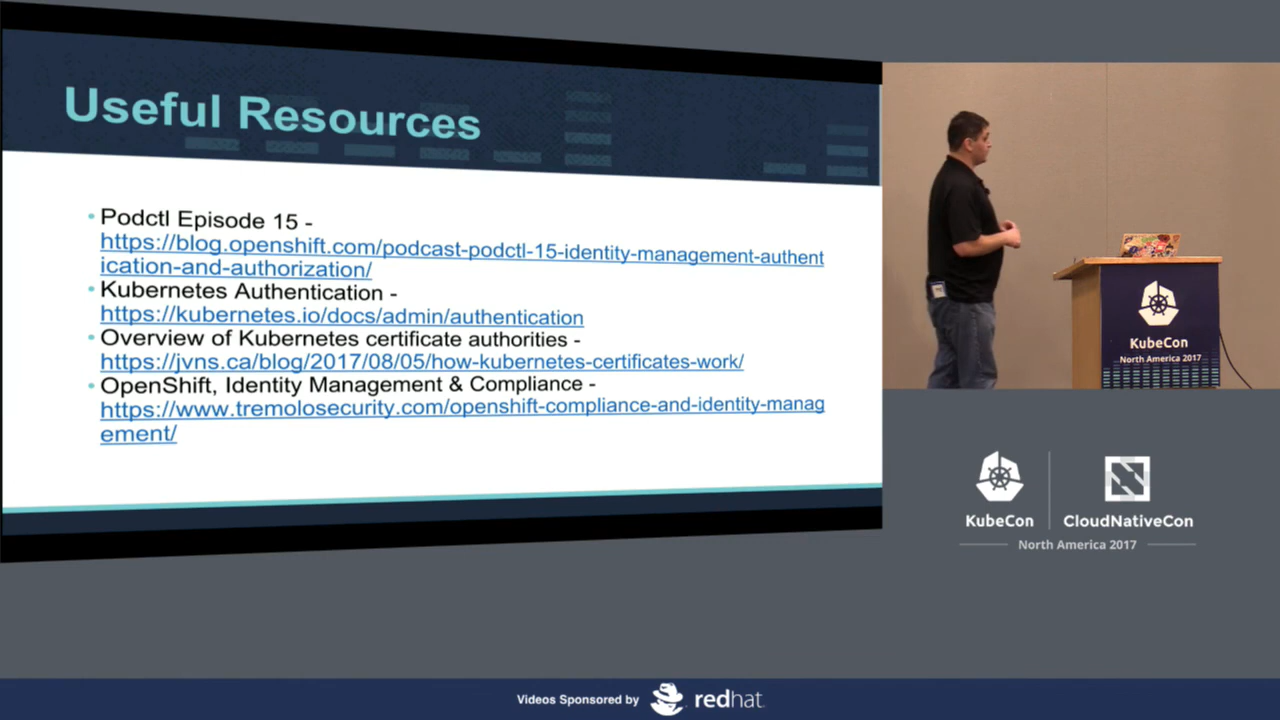 Useful Resources
• Podctl Episode 15 -
https://blog.openshift.com/podcast-podctl-15-identity-management-authent
ication-and-authorization/
• Kubernetes Authentication -
https://kubernetes.io/docs/admin/authentication
• Overview of Kubernetes certificate authorities -
https://jvns.ca/blog/2017/08/05/how-kubernetes-certificates-work/
• OpenShift, Identity Management & Compliance -
https://www.tremolosecurity.com/openshift-compliance-and-identity-manag
ement/
KubeCon
North America 2017
KubeCon
CloudNativeCon
North America 2017
Videos Sponsored by
redhat